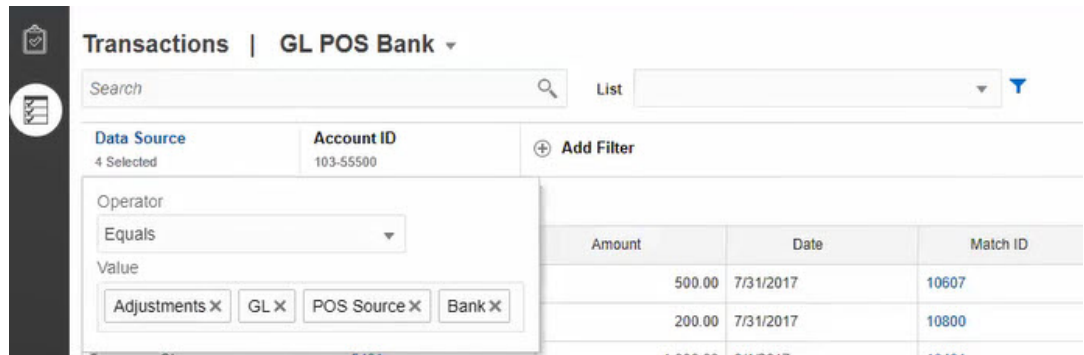 Transactions | GL POS Bank
Search
List
Data Source
4 Selected
Account ID
103-55500
Add Filter
Operator
Equals
Value
Adjustments GL POS Source Bank
Amount Date Match ID
500.00 7/31/2017 10607
200.00 7/31/2017 10800